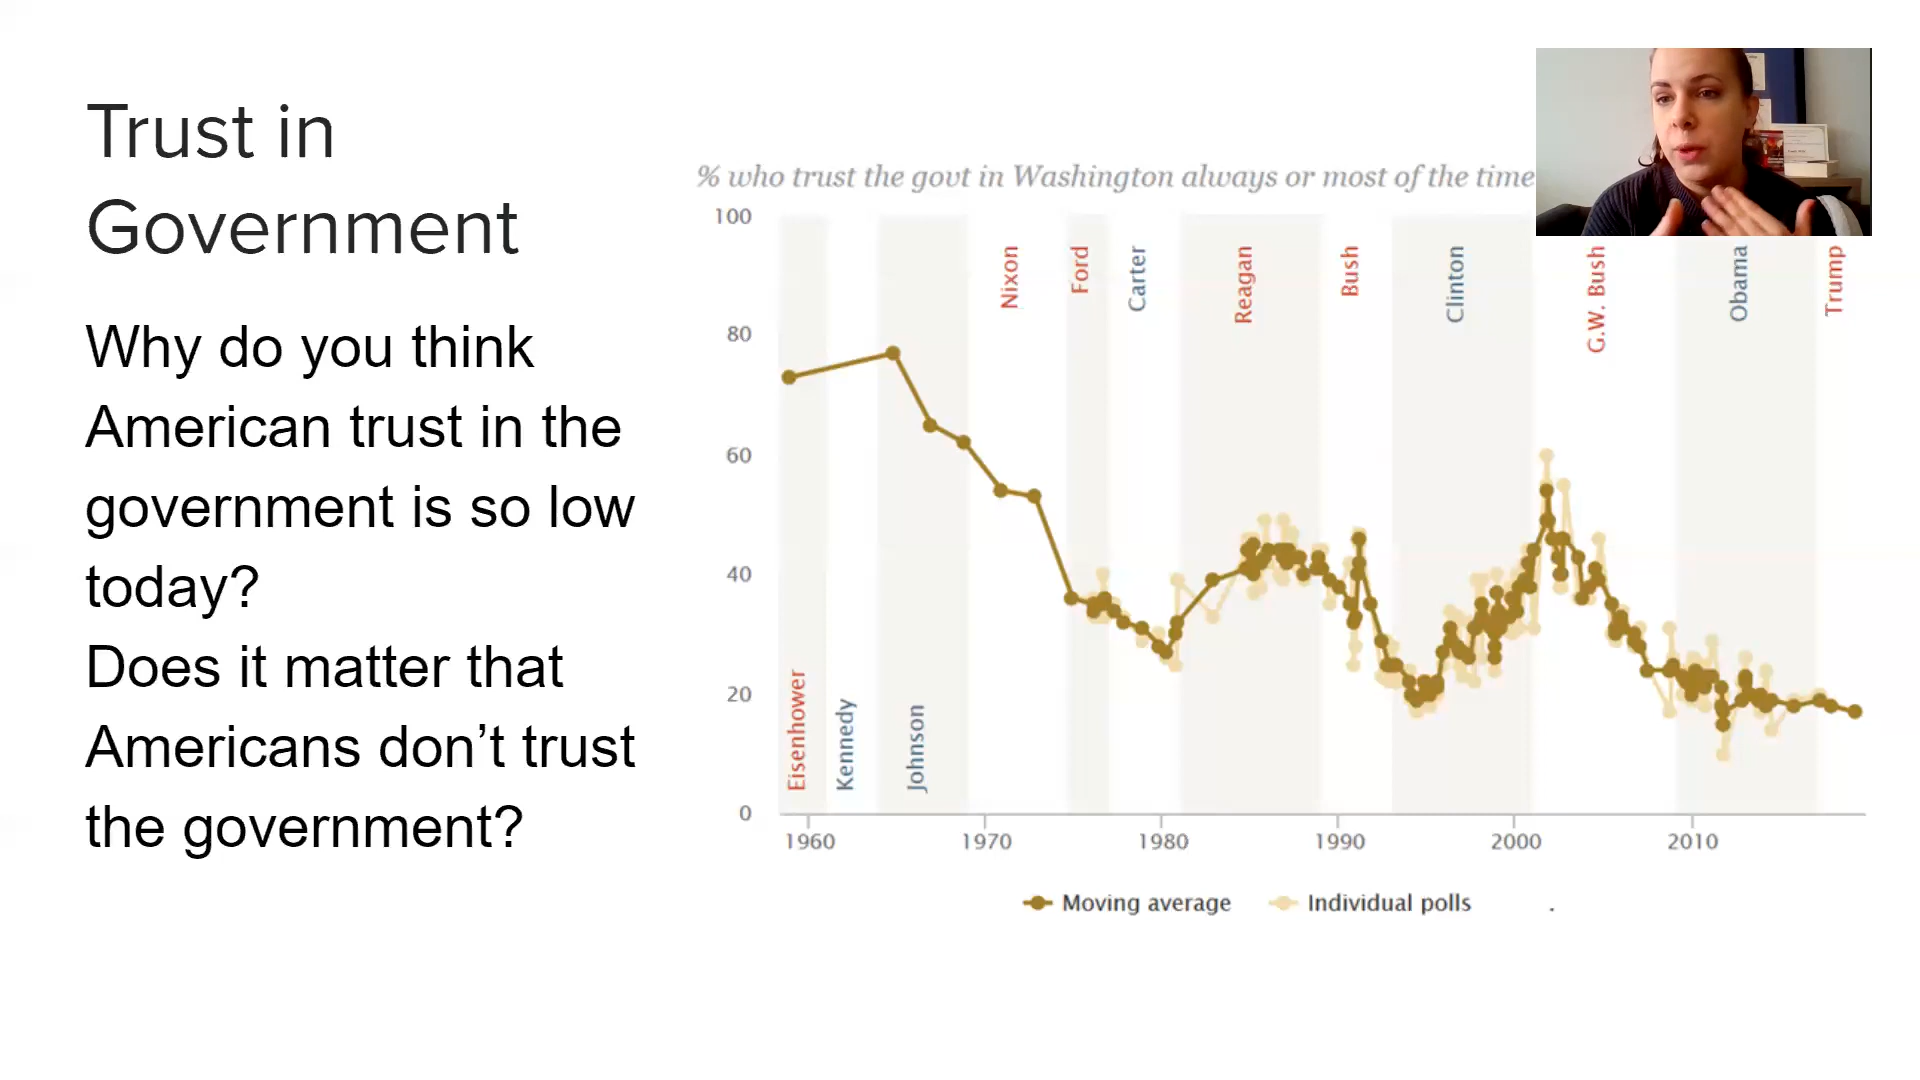 Trust in
Government
Why do you think
American trust in the
government is so low
today?
Does it matter that
Americans don’t trust
the government?
% who trust the govt in Washington always or most of the time
100
80
60
40
20
0
Eisenhower
Kennedy
Johnson
Nixon
Ford
Carter
Reagan
Bush
Clinton
G.W. Bush
Obama
Trump
1960 1970 1980 1990 2000 2010
Moving average Individual polls .